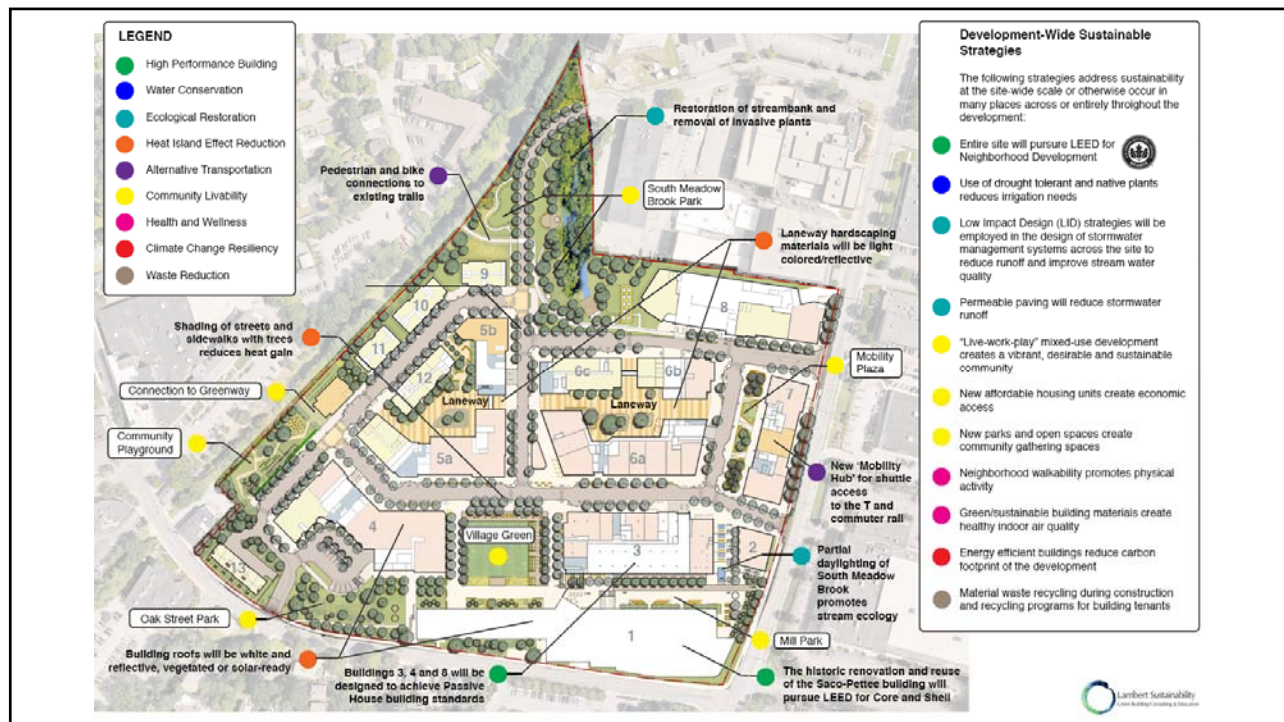 LEGEND
High Performance Building
Water Conservation
Ecological Restoration
Heat Island Effect Reduction
Alternative Transportation
Community Livability
Health and Wellness
Climate Change Resiliency
Waste Reduction
Restoration of streambank and
removal of invasive plants
Pedestrian and bike
connections to
existing trails
South Meadow
Brook Park
Laneway hardscaping
materials will be light
colored/reflective
Shading of streets and
sidewalks with trees
reduces heat gain
Connection to Greenway
Community
Playground
Mobility
Plaza
New 'Mobility
Hub' for shuttle
access
to the T and
commuter rail
Partial
daylighting of
South Meadow
Brook
promotes
stream ecology
9
10
11
12
5b
8
6c
6b
7
Laneway
Laneway
5a
6a
4
Village Green
3
2
13
1
Oak Street Park
Mill Park
Building roofs will be white and
reflective, vegetated or solar-ready
Buildings 3, 4 and 8 will be
designed to achieve Passive
House building standards
The historic renovation and reuse
of the Saco-Pettee building will
pursue LEED for Core and Shell
Development-Wide Sustainable
Strategies
The following strategies address sustainability
at the site-wide scale or otherwise occur in
many places across or entirely throighout the
development:
Entire site will pursure LEED for
Neighborhood Development
Use of drought tolerant and native plants
reduces irrigation needs
Low Impact Design (LID) strategies will be
employed in the design of stormwater
management systems across the site to
reduce runoff and improve stream water
quality
Permeable paving will reduce stormwater
runoff
"Live-work-play" mixed-use development
creates a vibrant, desirable and sustainable
community
New affordable housing units create economic
access
New parks and open spaces create
community gathering spaces
Neighborhood walkability promotes physical
activity
Green/sustainable building materials create
healthy indoor air quality
Energy efficient buildings reduce carbon
footprint of the development
Material waste recycling during construction
and recycling programs for building tenants
Lambert Sustainability
Green Building Consulting & Education